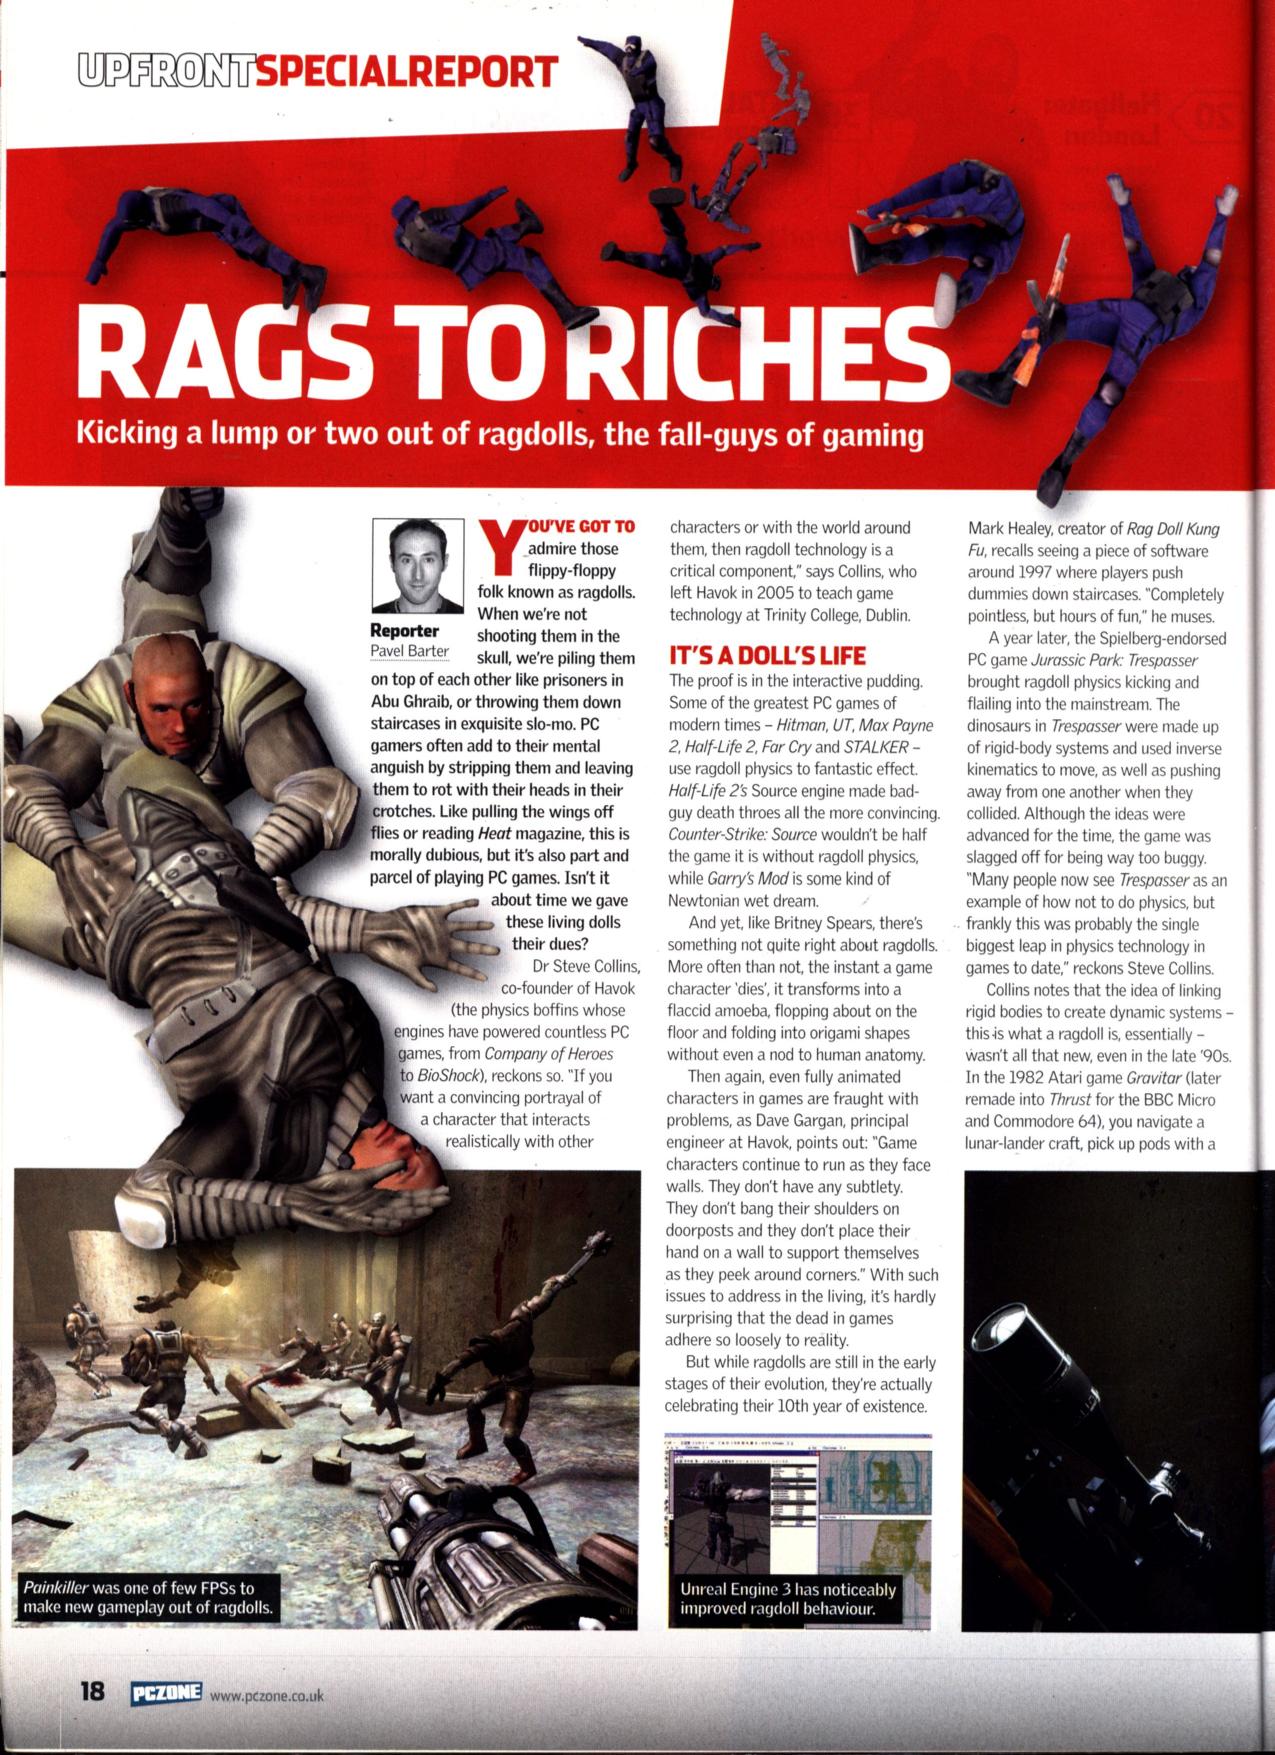 UPFRONTSPECIALREPORT
RAGS TO RICHES
Kicking a lump or two out of ragdolls, the fall-guys of gaming
Reporter
Pavel Barter
YOU'VE GOT TO
admire those
flippy-floppy
folk known as ragdolls.
When we're not
shooting them in the
skull, we're piling them
on top of each other like prisoners in
Abu Ghraib, or throwing them down
staircases in exquisite slo-mo. PC
gamers often add to their mental
anguish by stripping them and leaving
them to rot with their heads in their
crotches. Like pulling the wings off
flies or reading Heat magazine, this is
morally dubious, but it's also part and
parcel of playing PC games. Isn't it
about time we gave
these living dolls
their dues?
Dr Steve Collins,
co-founder of Havok
(the physics boffins whose
engines have powered countless PC
games, from Company of Heroes
to BioShock), reckons so. "If you
want a convincing portrayal of
a character that interacts
realistically with other
characters or with the world around
them, then ragdoll technology is a
critical component," says Collins, who
left Havok in 2005 to teach game
technology at Trinity College, Dublin.
IT'S A DOLL'S LIFE
The proof is in the interactive pudding.
Some of the greatest PC games of
modern times – Hitman, UT, Max Payne
2, Half-Life 2, Far Cry and STALKER –
use ragdoll physics to fantastic effect.
Half-Life 2's Source engine made bad-
guy death throes all the more convincing.
Counter-Strike: Source wouldn't be half
the game it is without ragdoll physics,
while Garry's Mod is some kind of
Newtonian wet dream.
And yet, like Britney Spears, there's
something not quite right about ragdolls.
More often than not, the instant a game
character 'dies', it transforms into a
flaccid amoeba, flopping about on the
floor and folding into origami shapes
without even a nod to human anatomy.
Then again, even fully animated
characters in games are fraught with
problems, as Dave Gargan, principal
engineer at Havok, points out: "Game
characters continue to run as they face
walls. They don't have any subtlety.
They don't bang their shoulders on
doorposts and they don't place their
hand on a wall to support themselves
as they peek around corners." With such
issues to address in the living, it's hardly
surprising that the dead in games
adhere so loosely to reality.
But while ragdolls are still in the early
stages of their evolution, they're actually
celebrating their 10th year of existence.
Mark Healey, creator of Rag Doll Kung
Fu, recalls seeing a piece of software
around 1997 where players push
dummies down staircases. "Completely
pointless, but hours of fun," he muses.
A year later, the Spielberg-endorsed
PC game Jurassic Park: Trespasser
brought ragdoll physics kicking and
flailing into the mainstream. The
dinosaurs in Trespasser were made up
of rigid-body systems and used inverse
kinematics to move, as well as pushing
away from one another when they
collided. Although the ideas were
advanced for the time, the game was
slagged off for being way too buggy.
"Many people now see Trespasser as an
example of how not to do physics, but
frankly this was probably the single
biggest leap in physics technology in
games to date," reckons Steve Collins.
Collins notes that the idea of linking
rigid bodies to create dynamic systems –
this is what a ragdoll is, essentially –
wasn't all that new, even in the late '90s.
In the 1982 Atari game Gravitar (later
remade into Thrust for the BBC Micro
and Commodore 64), you navigate a
lunar-lander craft, pick up pods with a
Painkiller was one of few FPSs to
make new gameplay out of ragdolls.
Unreal Engine 3 has noticeably
improved ragdoll behaviour.
18 PCZONE www.pczone.co.uk